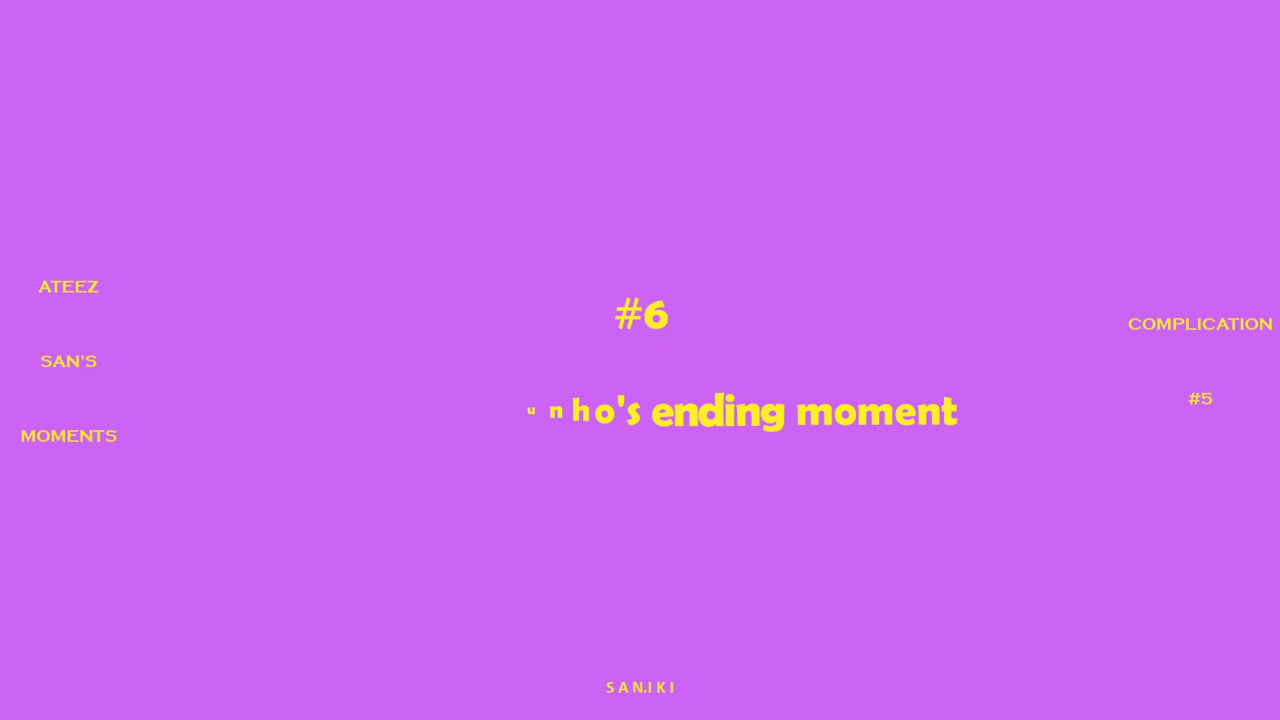 ATEEZ
SAN'S
MOMENTS
#6
unho's ending moment
COMPLICATION
#5
SAN.IKI